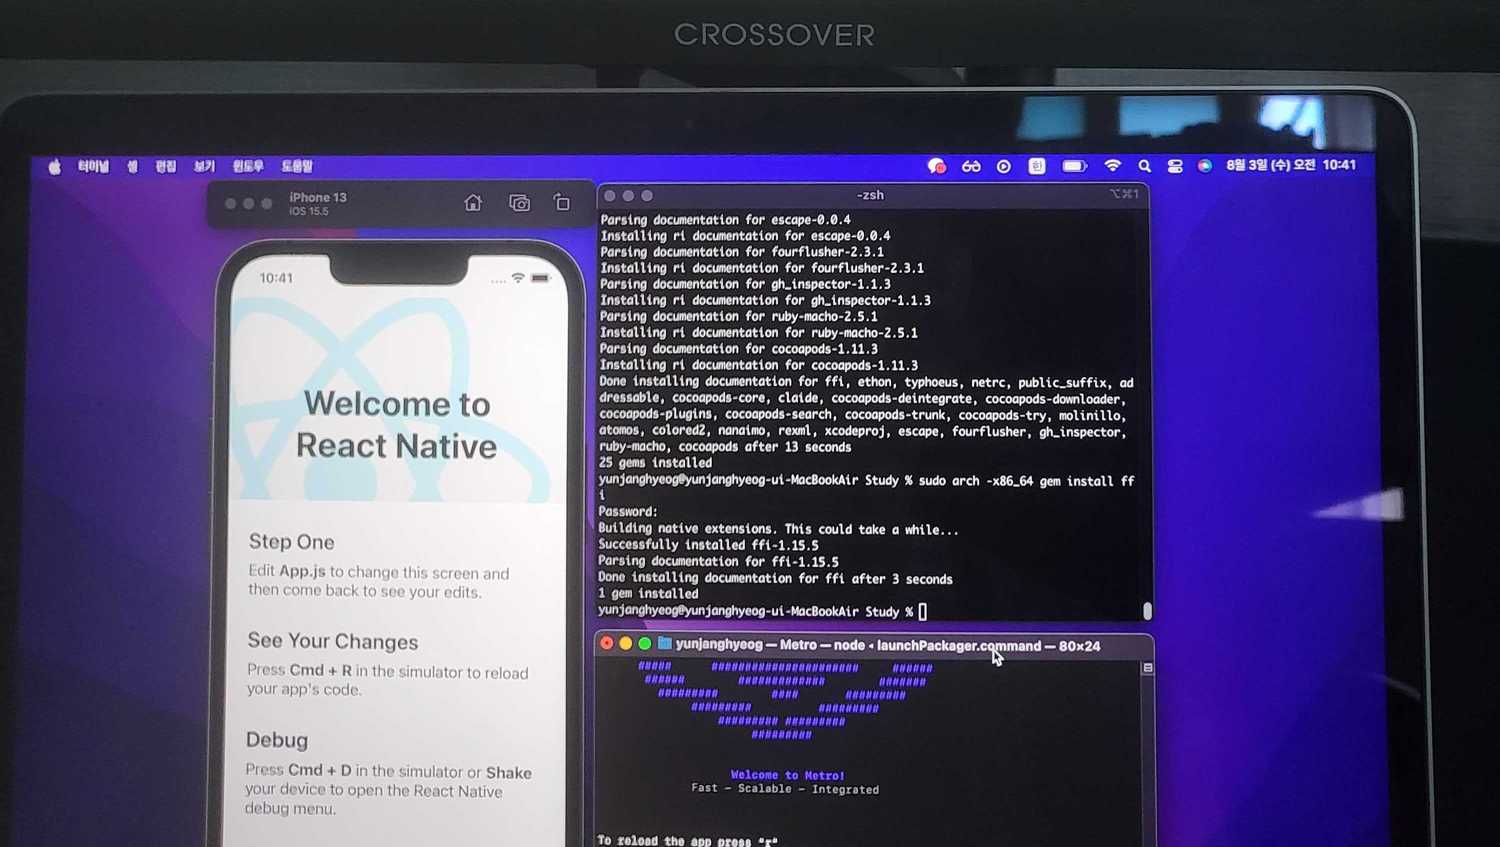 CROSSOVER
터미널 셸 편집 보기 윈도우 도움말
한
8월 3일 (수) 오전 10:41
iPhone 13
iOS 15.5
10:41
Welcome to
React Native
Step One
Edit App.js to change this screen and
then come back to see your edits.
See Your Changes
Press Cmd + R in the simulator to reload
your app's code.
Debug
Press Cmd + D in the simulator or Shake
your device to open the React Native
debug menu.
-zsh
⌥⌘1
Parsing documentation for escape-0.0.4
Installing ri documentation for escape-0.0.4
Parsing documentation for fourflusher-2.3.1
Installing ri documentation for fourflusher-2.3.1
Parsing documentation for gh_inspector-1.1.3
Installing ri documentation for gh_inspector-1.1.3
Parsing documentation for ruby-macho-2.5.1
Installing ri documentation for ruby-macho-2.5.1
Parsing documentation for cocoapods-1.11.3
Installing ri documentation for cocoapods-1.11.3
Done installing documentation for ffi, ethon, typhoeus, netrc, public_suffix, ad
dressable, cocoapods-core, claide, cocoapods-deintegrate, cocoapods-downloader,
cocoapods-plugins, cocoapods-search, cocoapods-trunk, cocoapods-try, molinillo,
atomos, colored2, nanaimo, rexml, xcodeproj, escape, fourflusher, gh_inspector,
ruby-macho, cocoapods after 13 seconds
25 gems installed
yunjanghyeog@yunjanghyeog-ui-MacBookAir Study % sudo arch -x86_64 gem install ff
i
Password:
Building native extensions. This could take a while...
Successfully installed ffi-1.15.5
Parsing documentation for ffi-1.15.5
Done installing documentation for ffi after 3 seconds
1 gem installed
yunjanghyeog@yunjanghyeog-ui-MacBookAir Study %
yunjanghyeog — Metro — node ◂ launchPackager.command — 80×24
##### ###################### ######
###### ############# #######
######### #### #########
######### #########
######### #########
#########
Welcome to Metro!
Fast - Scalable - Integrated
To reload the app press "r"